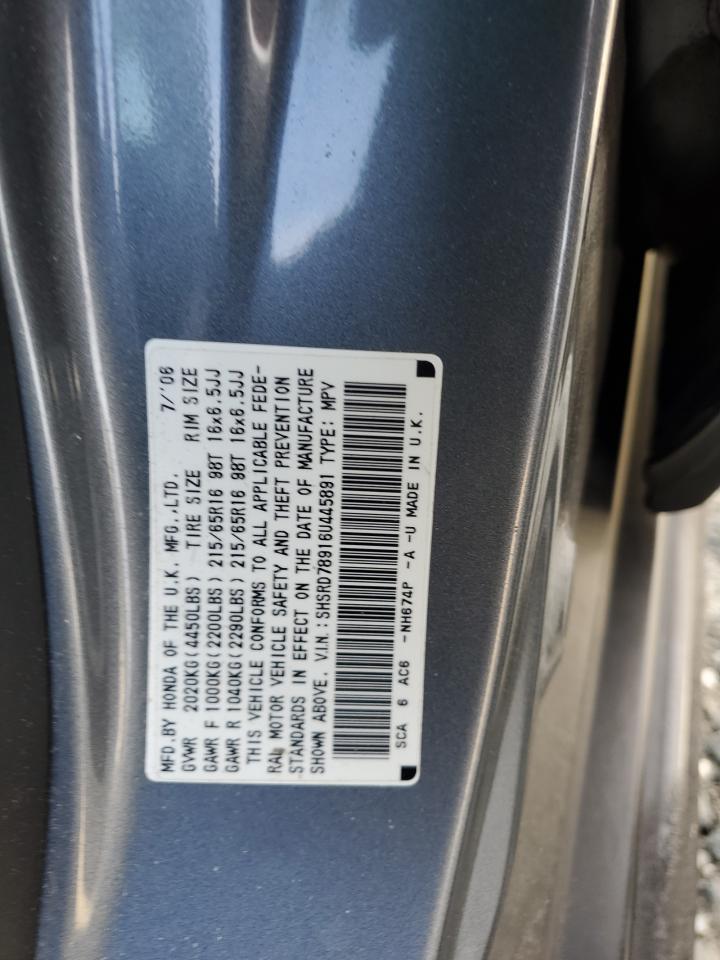 MFD.BY HONDA OF THE U.K. MFG.,LTD. 7/'06
GVWR 2020KG(4450LBS) TIRE SIZE RIM SIZE
GAWR F 1000KG(2200LBS) 215/65R16 98T 16x6.5JJ
GAWR R 1040KG(2290LBS) 215/65R16 98T 16x6.5JJ
THIS VEHICLE CONFORMS TO ALL APPLICABLE FEDE-
RAL MOTOR VEHICLE SAFETY AND THEFT PREVENTION
STANDARDS IN EFFECT ON THE DATE OF MANUFACTURE
SHOWN ABOVE. V.I.N.:SHSRD78916U445891 TYPE: MPV
SCA 6 AC6 -NH674P -A -U MADE IN U.K.